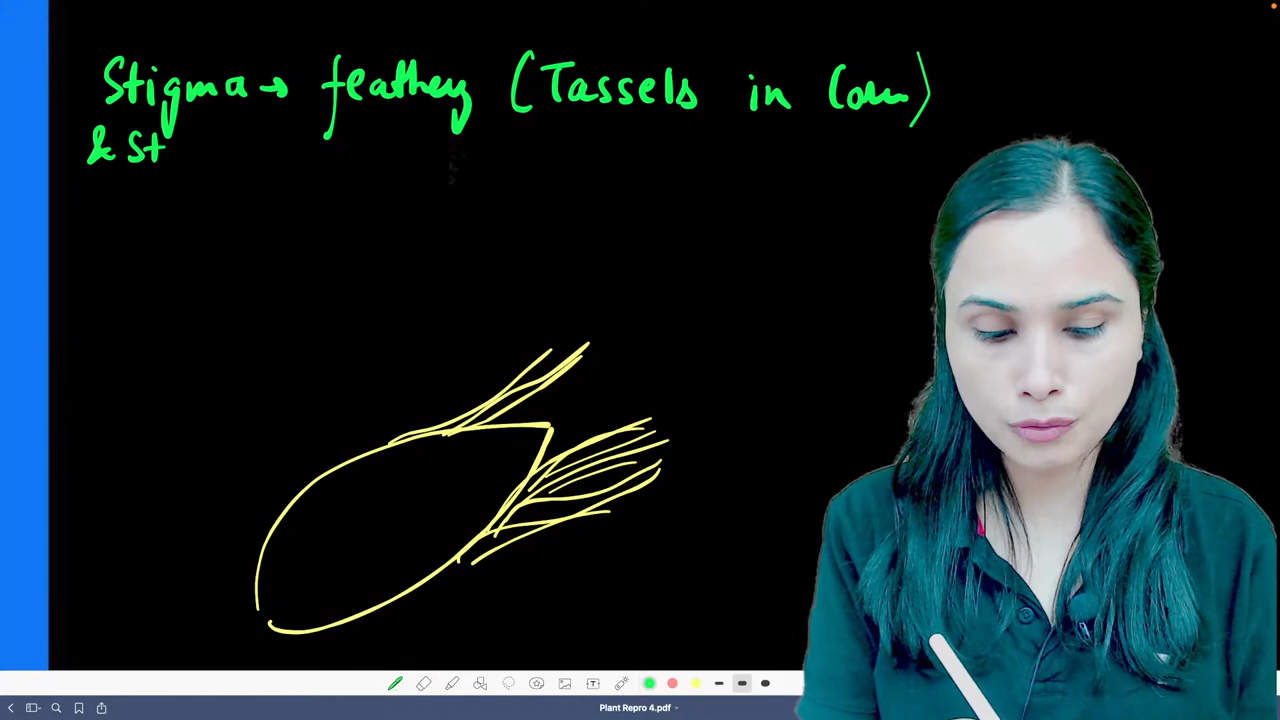 Stigma → feathery (Tassels in Corn)
& St
Plant Repro 4.pdf